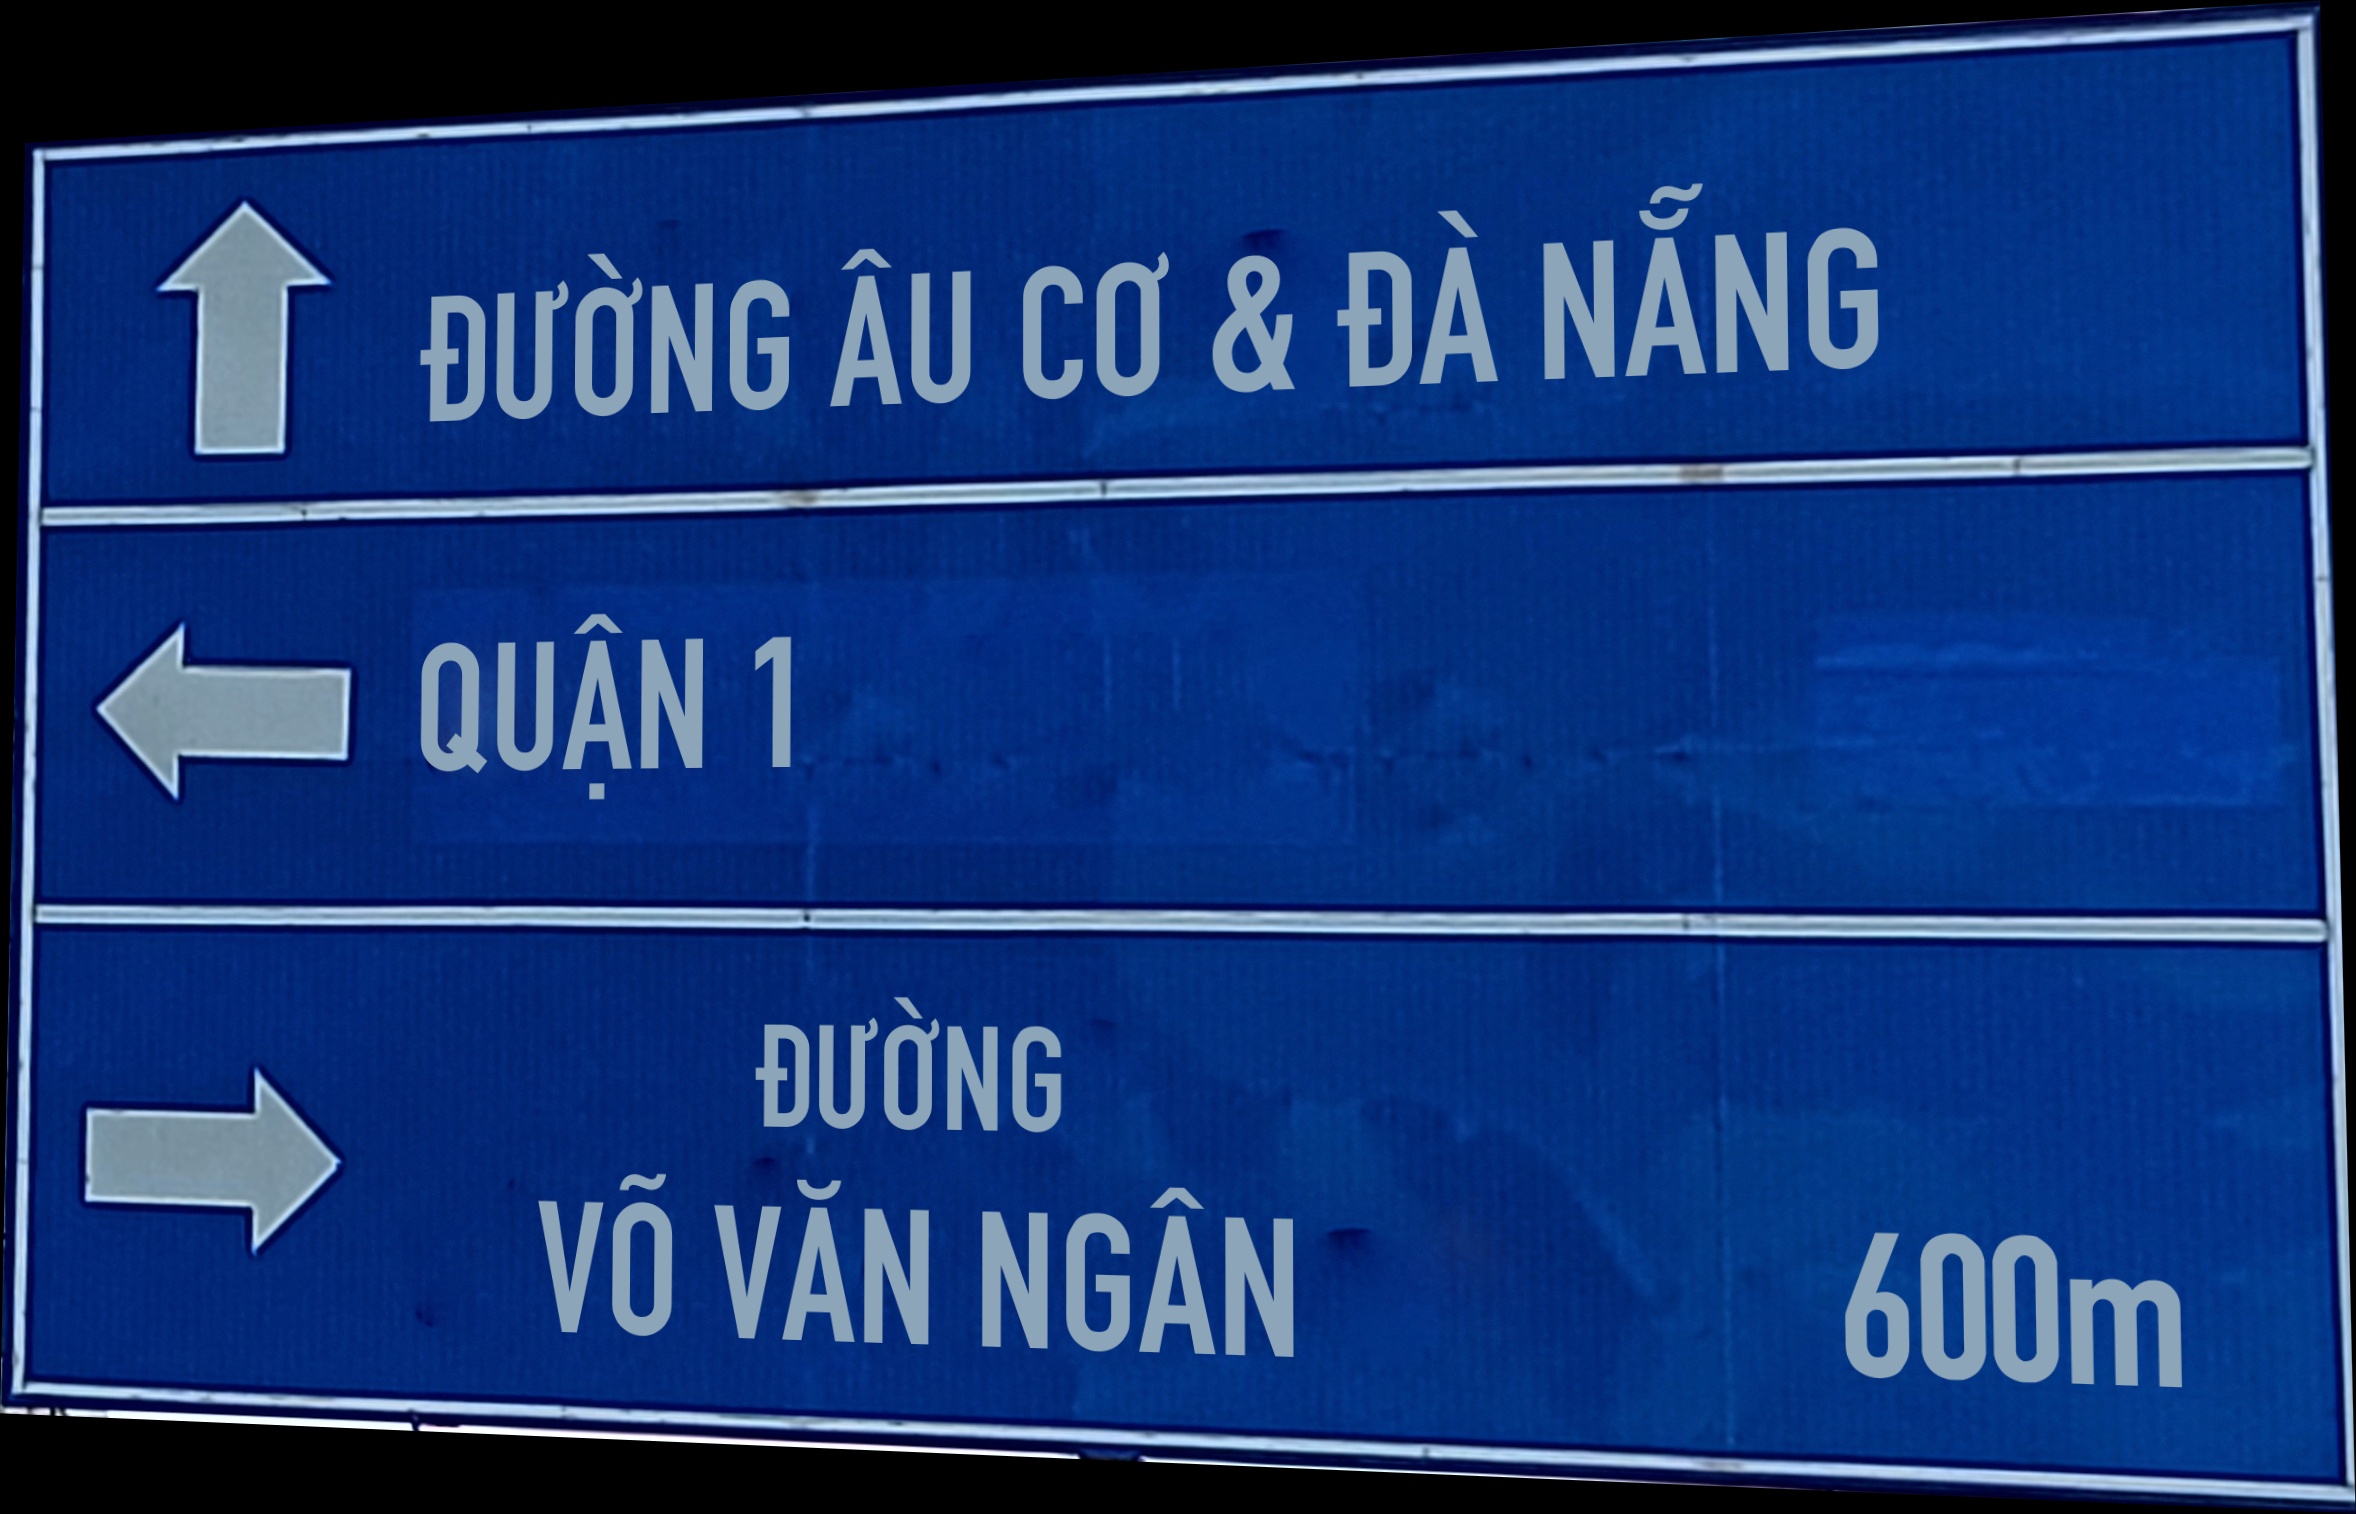 ĐƯỜNG ÂU CƠ & ĐÀ NẴNG
QUẬN 1
ĐƯỜNG
VÕ VĂN NGÂN
600m